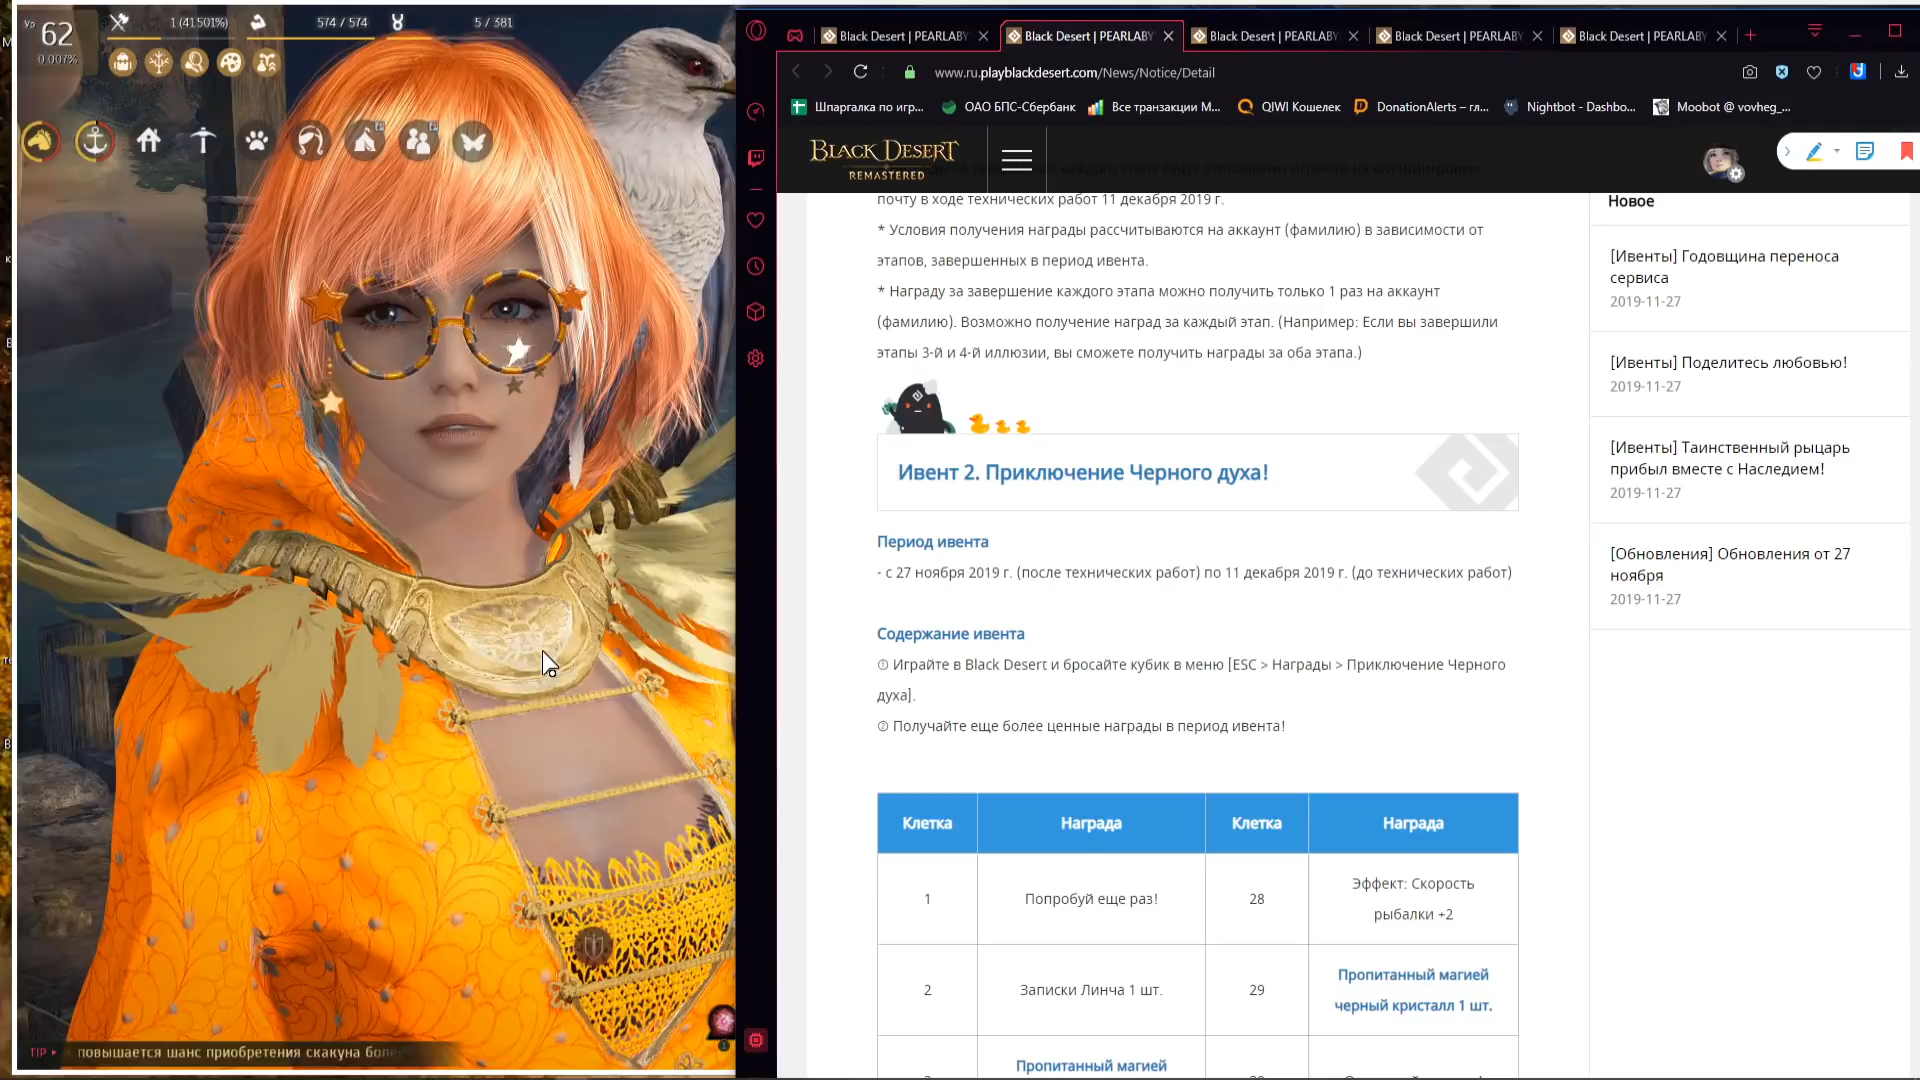 Ур 62
0.007%
1 (41.501%)
574 / 574
5 / 381
TIP
повышается шанс приобретения скакуна бол
Black Desert | PEARLABY
Black Desert | PEARLABY
Black Desert | PEARLABY
Black Desert | PEARLABY
Black Desert | PEARLABY
www.ru.playblackdesert.com/News/Notice/Detail
Шпаргалка по игр...
ОАО БПС-Сбербанк
Все транзакции М...
QIWI Кошелек
DonationAlerts – гл...
Nightbot - Dashbo...
Moobot @ vovheg_...
BLACK DESERT
REMASTERED
почту в ходе технических работ 11 декабря 2019 г.
* Условия получения награды рассчитываются на аккаунт (фамилию) в зависимости от
этапов, завершенных в период ивента.
* Награду за завершение каждого этапа можно получить только 1 раз на аккаунт
(фамилию). Возможно получение наград за каждый этап. (Например: Если вы завершили
этапы 3-й и 4-й иллюзии, вы сможете получить награды за оба этапа.)
Ивент 2. Приключение Черного духа!
Период ивента
- с 27 ноября 2019 г. (после технических работ) по 11 декабря 2019 г. (до технических работ)
Содержание ивента
① Играйте в Black Desert и бросайте кубик в меню [ESC > Награды > Приключение Черного
духа].
② Получайте еще более ценные награды в период ивента!
Клетка Награда Клетка Награда
1 Попробуй еще раз! 28 Эффект: Скорость
рыбалки +2
2 Записки Линча 1 шт. 29 Пропитанный магией
черный кристалл 1 шт.
Пропитанный магией
Новое
[Ивенты] Годовщина переноса
сервиса
2019-11-27
[Ивенты] Поделитесь любовью!
2019-11-27
[Ивенты] Таинственный рыцарь
прибыл вместе с Наследием!
2019-11-27
[Обновления] Обновления от 27
ноября
2019-11-27